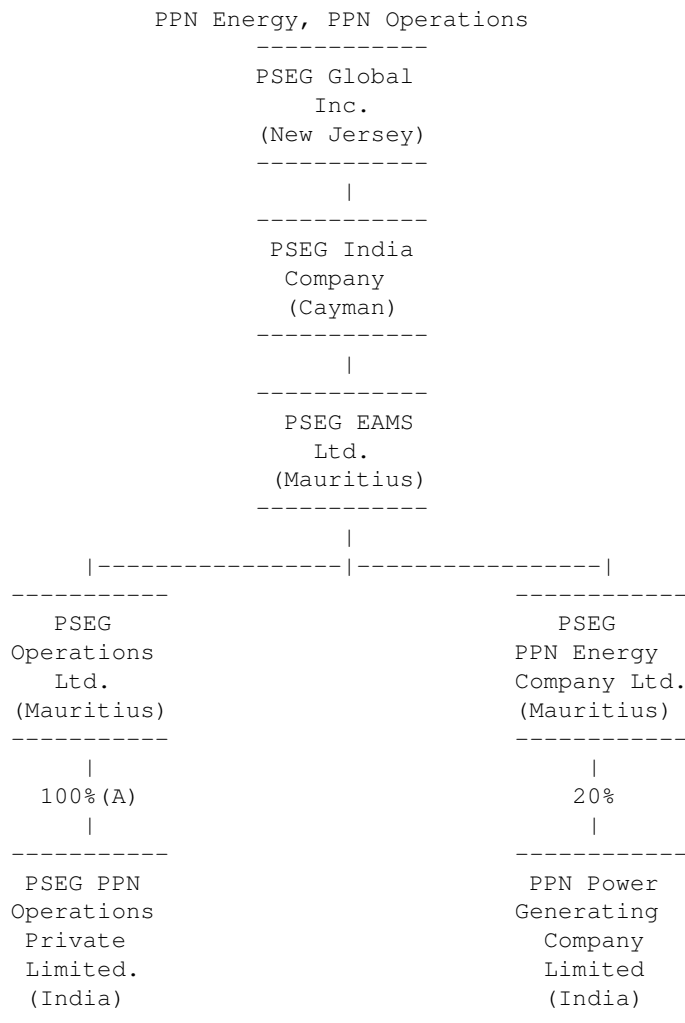 PPN Energy, PPN Operations
------------
PSEG Global
Inc.
(New Jersey)
------------
|
------------
PSEG India
Company
(Cayman)
------------
|
------------
PSEG EAMS
Ltd.
(Mauritius)
------------
|
|-----------------|-----------------|
----------- ------------
PSEG PSEG
Operations PPN Energy
Ltd. Company Ltd.
(Mauritius) (Mauritius)
----------- ------------
| |
100%(A) 20%
| |
----------- ------------
PSEG PPN PPN Power
Operations Generating
Private Company
Limited. Limited
(India) (India)